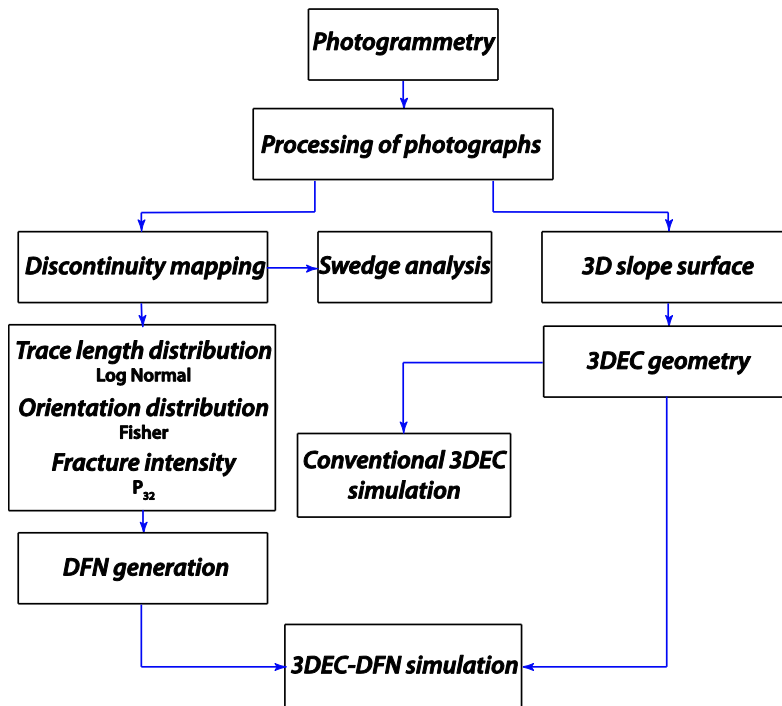 Photogrammetry
Processing of photographs
Discontinuity mapping
Swedge analysis
3D slope surface
Trace length distribution
Log Normal
Orientation distribution
Fisher
Fracture intensity
P32
3DEC geometry
Conventional 3DEC
simulation
DFN generation
3DEC-DFN simulation